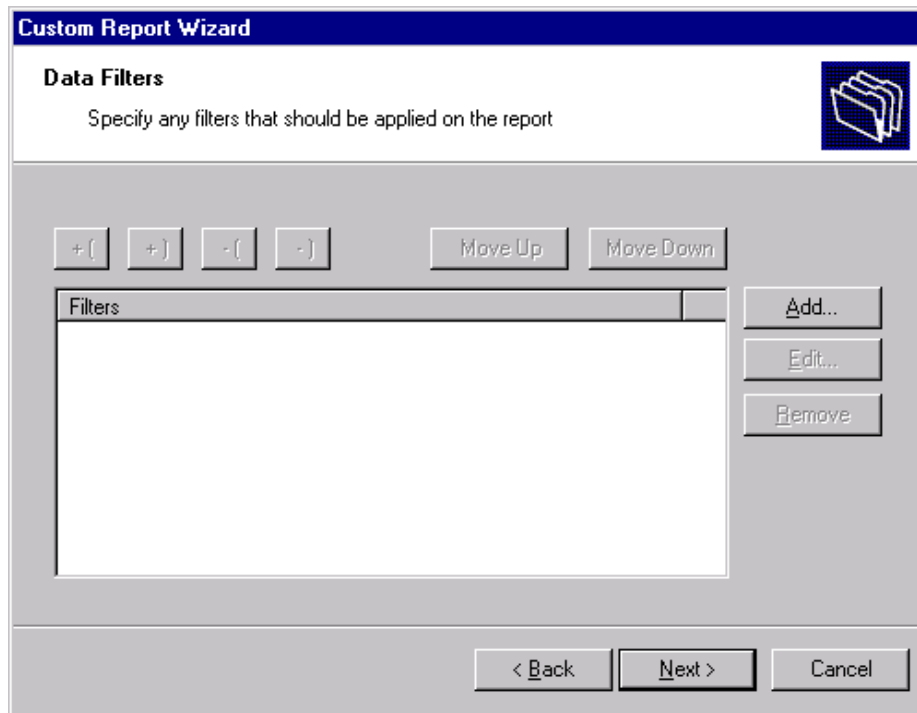 Custom Report Wizard
Data Filters
Specify any filters that should be applied on the report
+ ( + ) - ( - ) Move Up Move Down
Filters
Add...
Edit...
Remove
< Back Next > Cancel